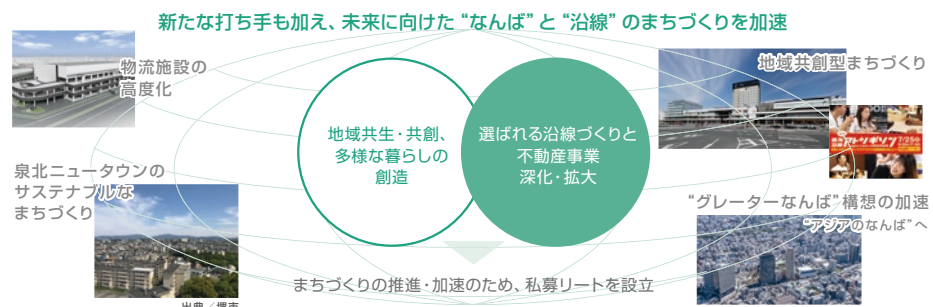 新たな打ち手も加え、未来に向けた“なんば”と“沿線”のまちづくりを加速
物流施設の
高度化
地域共生・共創、
多様な暮らしの
創造
選ばれる沿線づくりと
不動産事業
深化・拡大
地域共創型まちづくり
7/25
泉北ニュータウンの
サステナブルな
まちづくり
“グレーターなんば”構想の加速
“アジアのなんば”へ
まちづくりの推進・加速のため、私募リートを設立